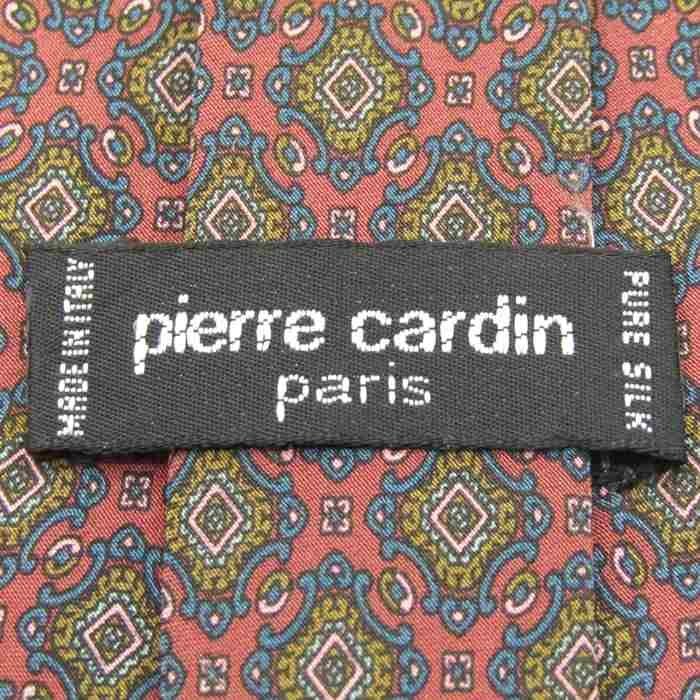 MADE IN ITALY
pierre cardin
paris
PURE SILK